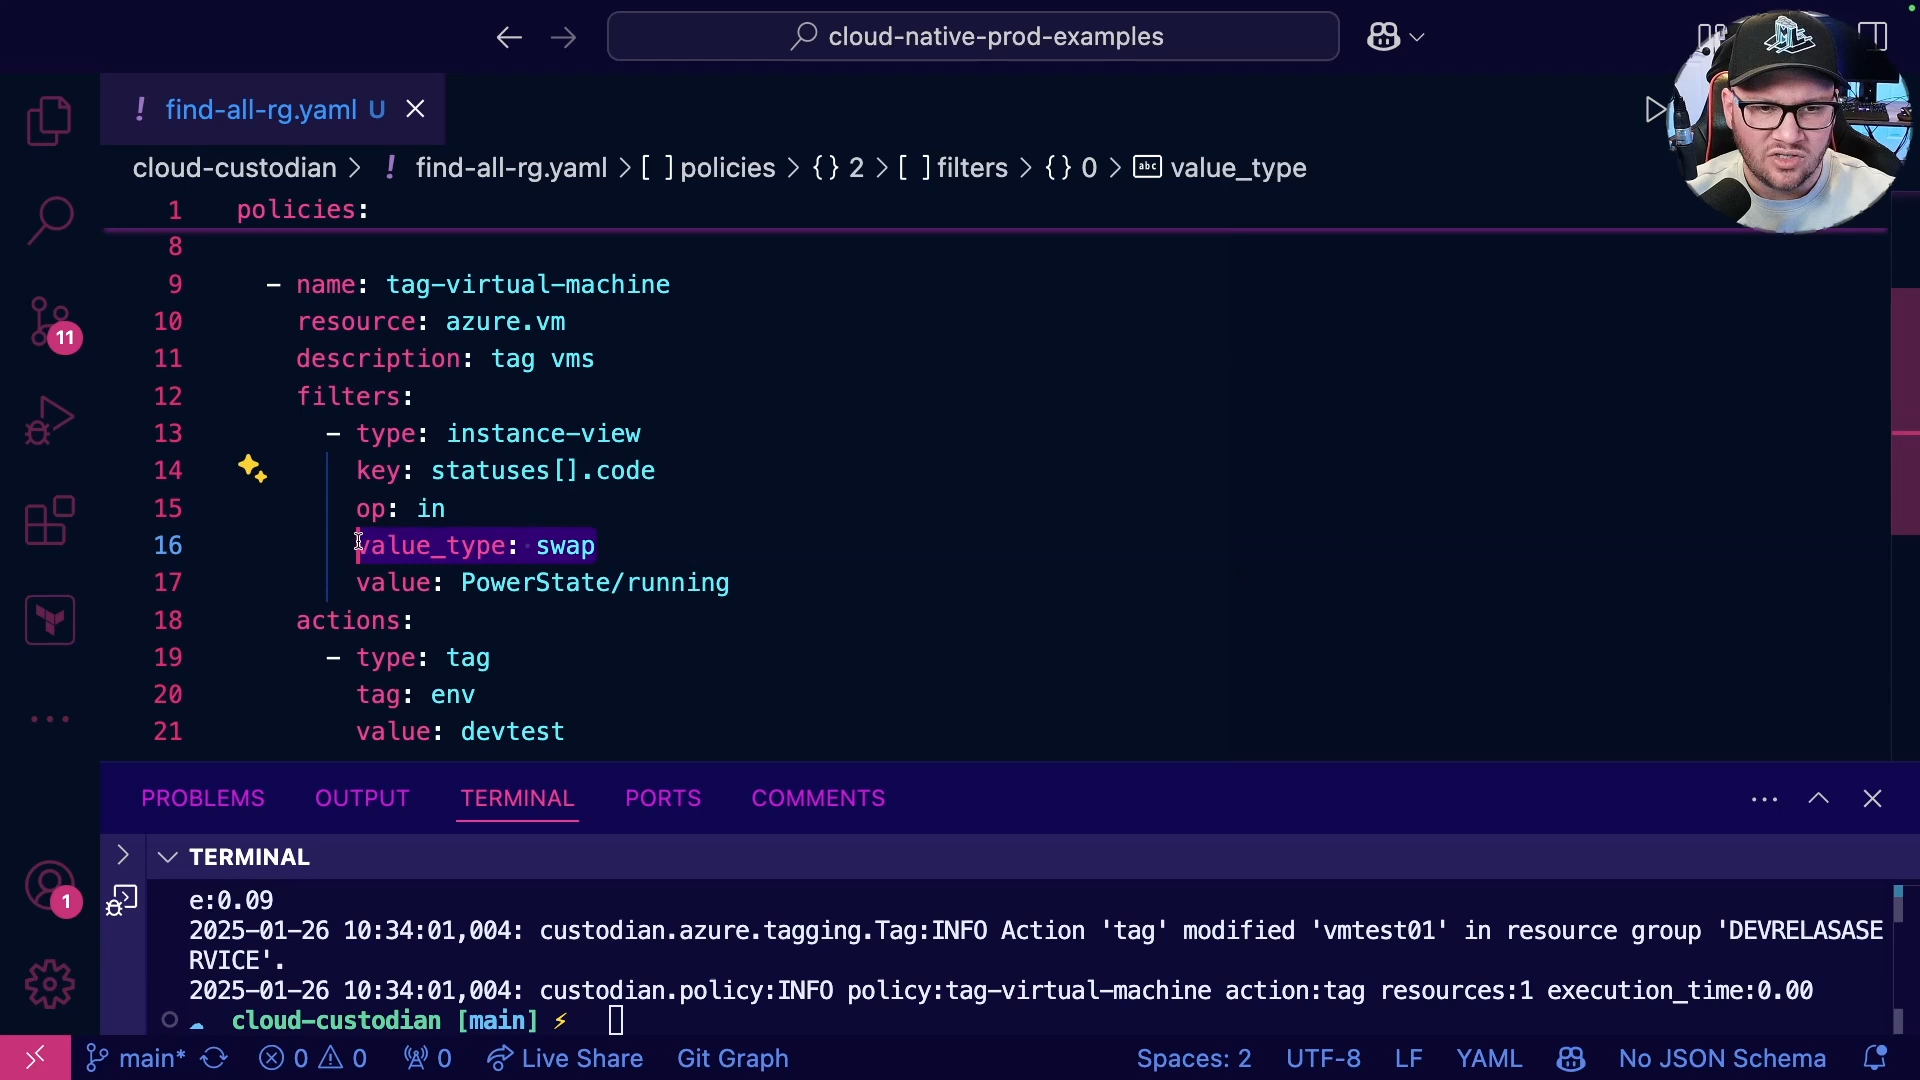 cloud-native-prod-examples
! find-all-rg.yaml U
cloud-custodian > ! find-all-rg.yaml > [ ] policies > {} 2 > [ ] filters > {} 0 > abc value_type
1 policies:
8
9 - name: tag-virtual-machine
10 resource: azure.vm
11 description: tag vms
12 filters:
13 - type: instance-view
14 key: statuses[].code
15 op: in
16 value_type: swap
17 value: PowerState/running
18 actions:
19 - type: tag
20 tag: env
21 value: devtest
11
1
PROBLEMS OUTPUT TERMINAL PORTS COMMENTS
TERMINAL
e:0.09
2025-01-26 10:34:01,004: custodian.azure.tagging.Tag:INFO Action 'tag' modified 'vmtest01' in resource group 'DEVRELASASE
RVICE'.
2025-01-26 10:34:01,004: custodian.policy:INFO policy:tag-virtual-machine action:tag resources:1 execution_time:0.00
cloud-custodian [main] ⚡
main* 0 0 0 Live Share Git Graph Spaces: 2 UTF-8 LF YAML No JSON Schema